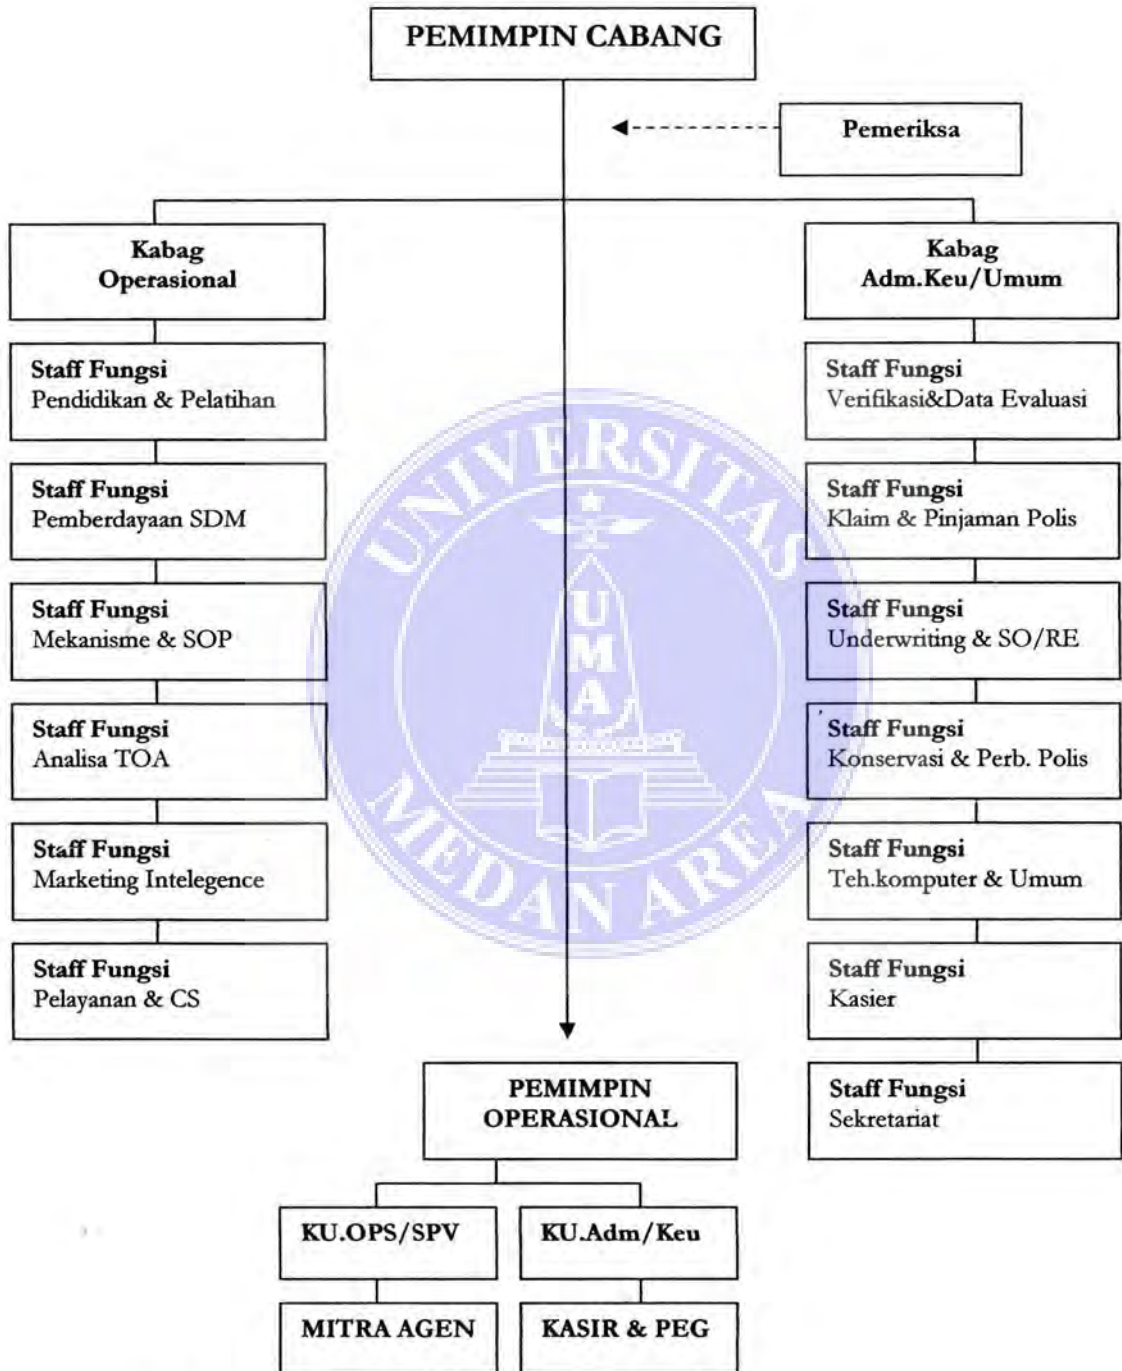 PEMIMPIN CABANG
Pemeriksa
Kabag
Operasional
Staff Fungsi
Pendidikan & Pelatihan
Staff Fungsi
Pemberdayaan SDM
Staff Fungsi
Mekanisme & SOP
Staff Fungsi
Analisa TOA
Staff Fungsi
Marketing Intelegence
Staff Fungsi
Pelayanan & CS
Kabag
Adm.Keu/Umum
Staff Fungsi
Verifikasi&Data Evaluasi
Staff Fungsi
Klaim & Pinjaman Polis
Staff Fungsi
Underwriting & SO/RE
Staff Fungsi
Konservasi & Perb. Polis
Staff Fungsi
Teh.komputer & Umum
Staff Fungsi
Kasier
Staff Fungsi
Sekretariat
UNIVERSITAS
UMA
MEDAN AREA
PEMIMPIN
OPERASIONAL
KU.OPS/SPV
KU.Adm/Keu
MITRA AGEN
KASIR & PEG